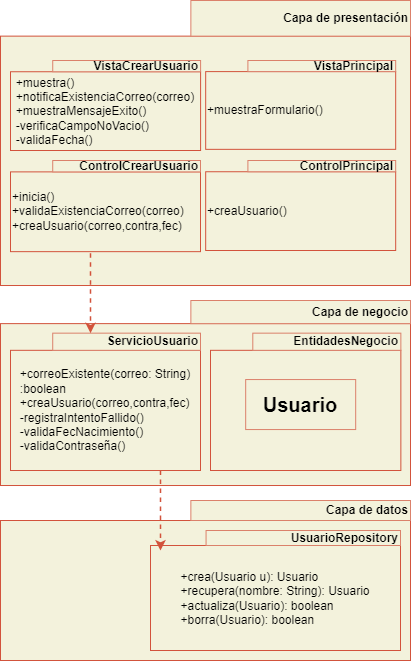 Capa de presentación
VistaCrearUsuario
+muestra()
+notificaExistenciaCorreo(correo)
+muestraMensajeExito()
-verificaCampoNoVacio()
-validaFecha()
VistaPrincipal
+muestraFormulario()
ControlCrearUsuario
+inicia()
+validaExistenciaCorreo(correo)
+creaUsuario(correo,contra,fec)
ControlPrincipal
+creaUsuario()
Capa de negocio
ServicioUsuario
+correoExistente(correo: String)
:boolean
+creaUsuario(correo,contra,fec)
-registraIntentoFallido()
-validaFecNacimiento()
-validaContraseña()
EntidadesNegocio
Usuario
Capa de datos
UsuarioRepository
+crea(Usuario u): Usuario
+recupera(nombre: String): Usuario
+actualiza(Usuario): boolean
+borra(Usuario): boolean